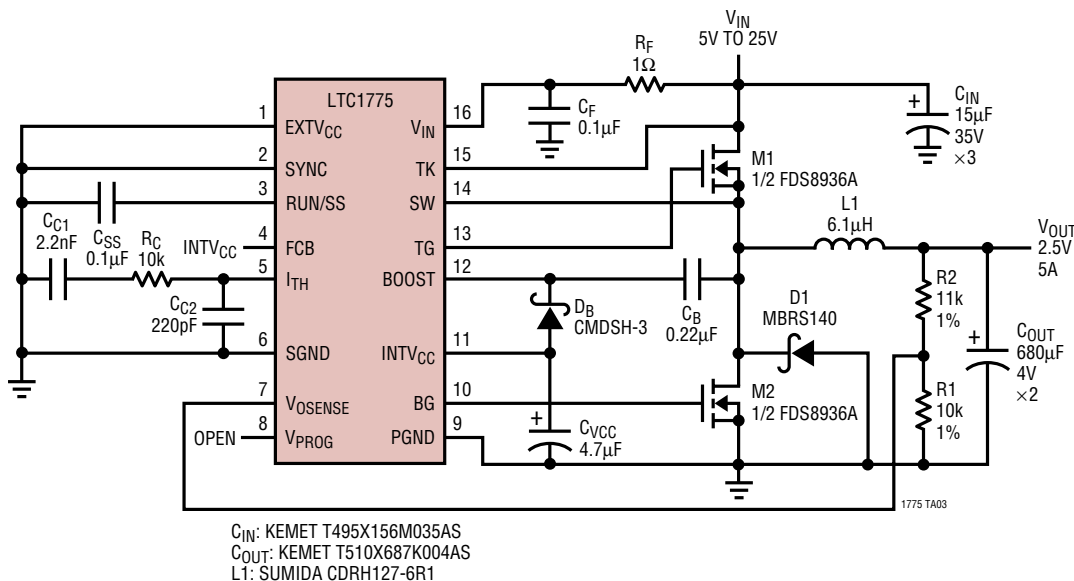 V_IN
5V TO 25V
R_F
1Ω
C_F
0.1µF
C_IN
15µF
35V
×3
LTC1775
1
EXTV_CC
2
SYNC
3
RUN/SS
4
FCB
5
I_TH
6
SGND
7
V_OSENSE
8
V_PROG
16
V_IN
15
TK
14
SW
13
TG
12
BOOST
11
INTV_CC
10
BG
9
PGND
C_C1
2.2nF
C_SS
0.1µF
R_C
10k
INTV_CC
C_C2
220pF
OPEN
M1
1/2 FDS8936A
L1
6.1µH
V_OUT
2.5V
5A
D_B
CMDSH-3
C_B
0.22µF
D1
MBRS140
R2
11k
1%
C_OUT
680µF
4V
×2
M2
1/2 FDS8936A
R1
10k
1%
C_VCC
4.7µF
1775 TA03
C_IN: KEMET T495X156M035AS
C_OUT: KEMET T510X687K004AS
L1: SUMIDA CDRH127-6R1